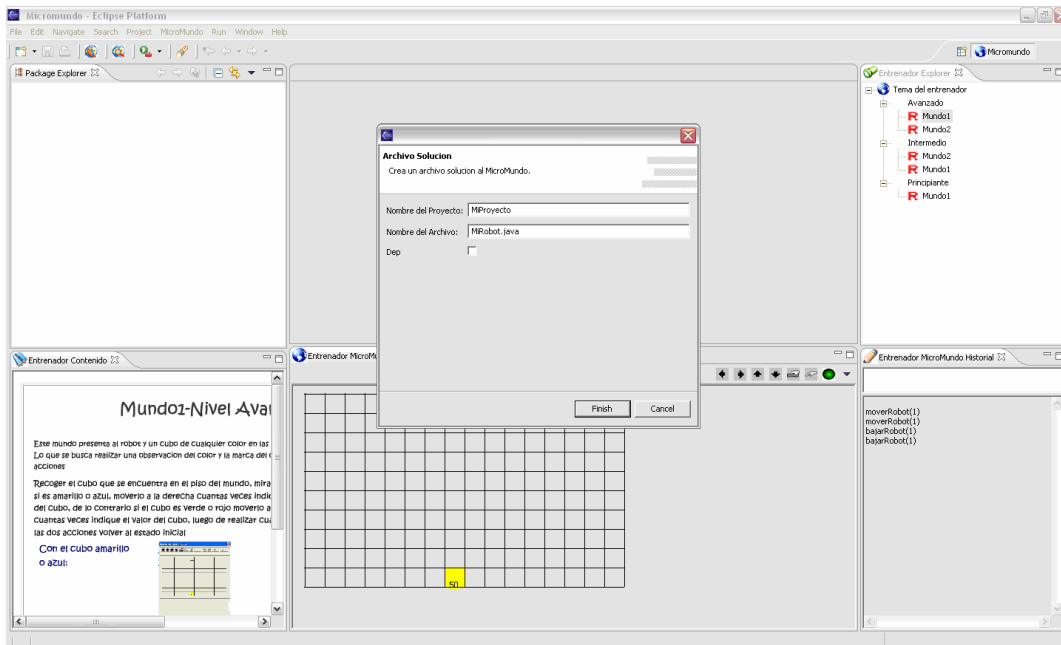 Micromundo - Eclipse Platform
File Edit Navigate Search Project MicroMundo Run Window Help
Micromundo
Package Explorer
Entrenador Explorer
Tema del entrenador
Avanzado
Mundo1
Mundo2
Intermedio
Mundo2
Mundo1
Principiante
Mundo1
Archivo Solucion
Crea un archivo solucion al MicroMundo.
Nombre del Proyecto: MiProyecto
Nombre del Archivo: MiRobot.java
Dep
Finish Cancel
Entrenador Contenido
Mundo1-Nivel Avan
Este mundo presenta al robot y un cubo de cualquier color en las
Lo que se busca realizar una observacion del color y la marca del
acciones
Recoger el cubo que se encuentra en el piso del mundo, mira
si es amarillo o azul, moverlo a la derecha cuantas veces indi
del cubo, de lo contrario si el cubo es verde o rojo moverlo a
cuantas veces indique el valor del cubo, luego de realizar cua
las dos acciones volver al estado inicial
Con el cubo amarillo
o azul:
Entrenador MicroMu
50
Entrenador MicroMundo Historial
moverRobot(1)
moverRobot(1)
bajarRobot(1)
bajarRobot(1)